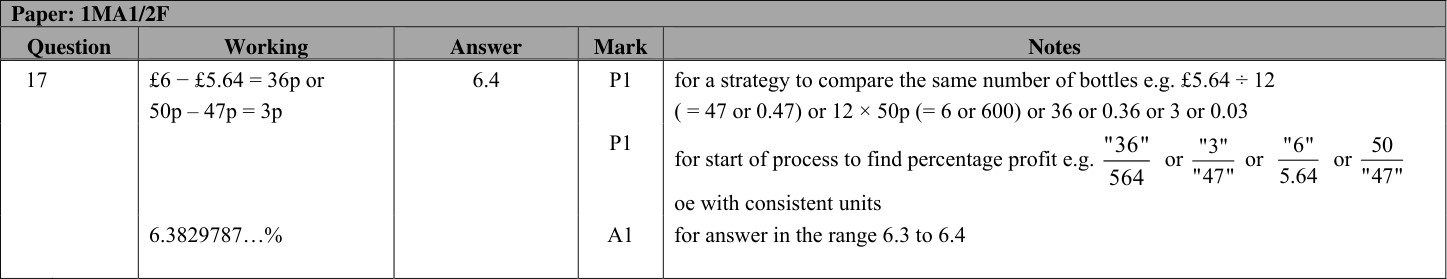 Paper: 1MA1/2F
Question Working Answer Mark Notes
17 £6 − £5.64 = 36p or 6.4 P1 for a strategy to compare the same number of bottles e.g. £5.64 ÷ 12
50p – 47p = 3p ( = 47 or 0.47) or 12 × 50p (= 6 or 600) or 36 or 0.36 or 3 or 0.03
P1 for start of process to find percentage profit e.g. "36"/564 or "3"/"47" or "6"/5.64 or 50/"47"
oe with consistent units
6.3829787…% A1 for answer in the range 6.3 to 6.4